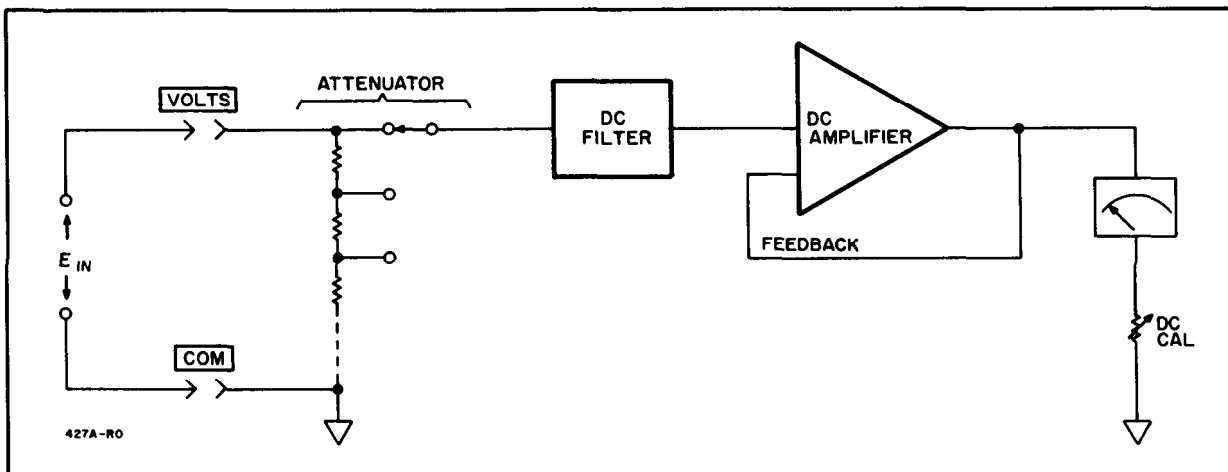 ATTENUATOR
VOLTS
DC
FILTER
DC
AMPLIFIER
FEEDBACK
E IN
DC
CAL
COM
427A-RO